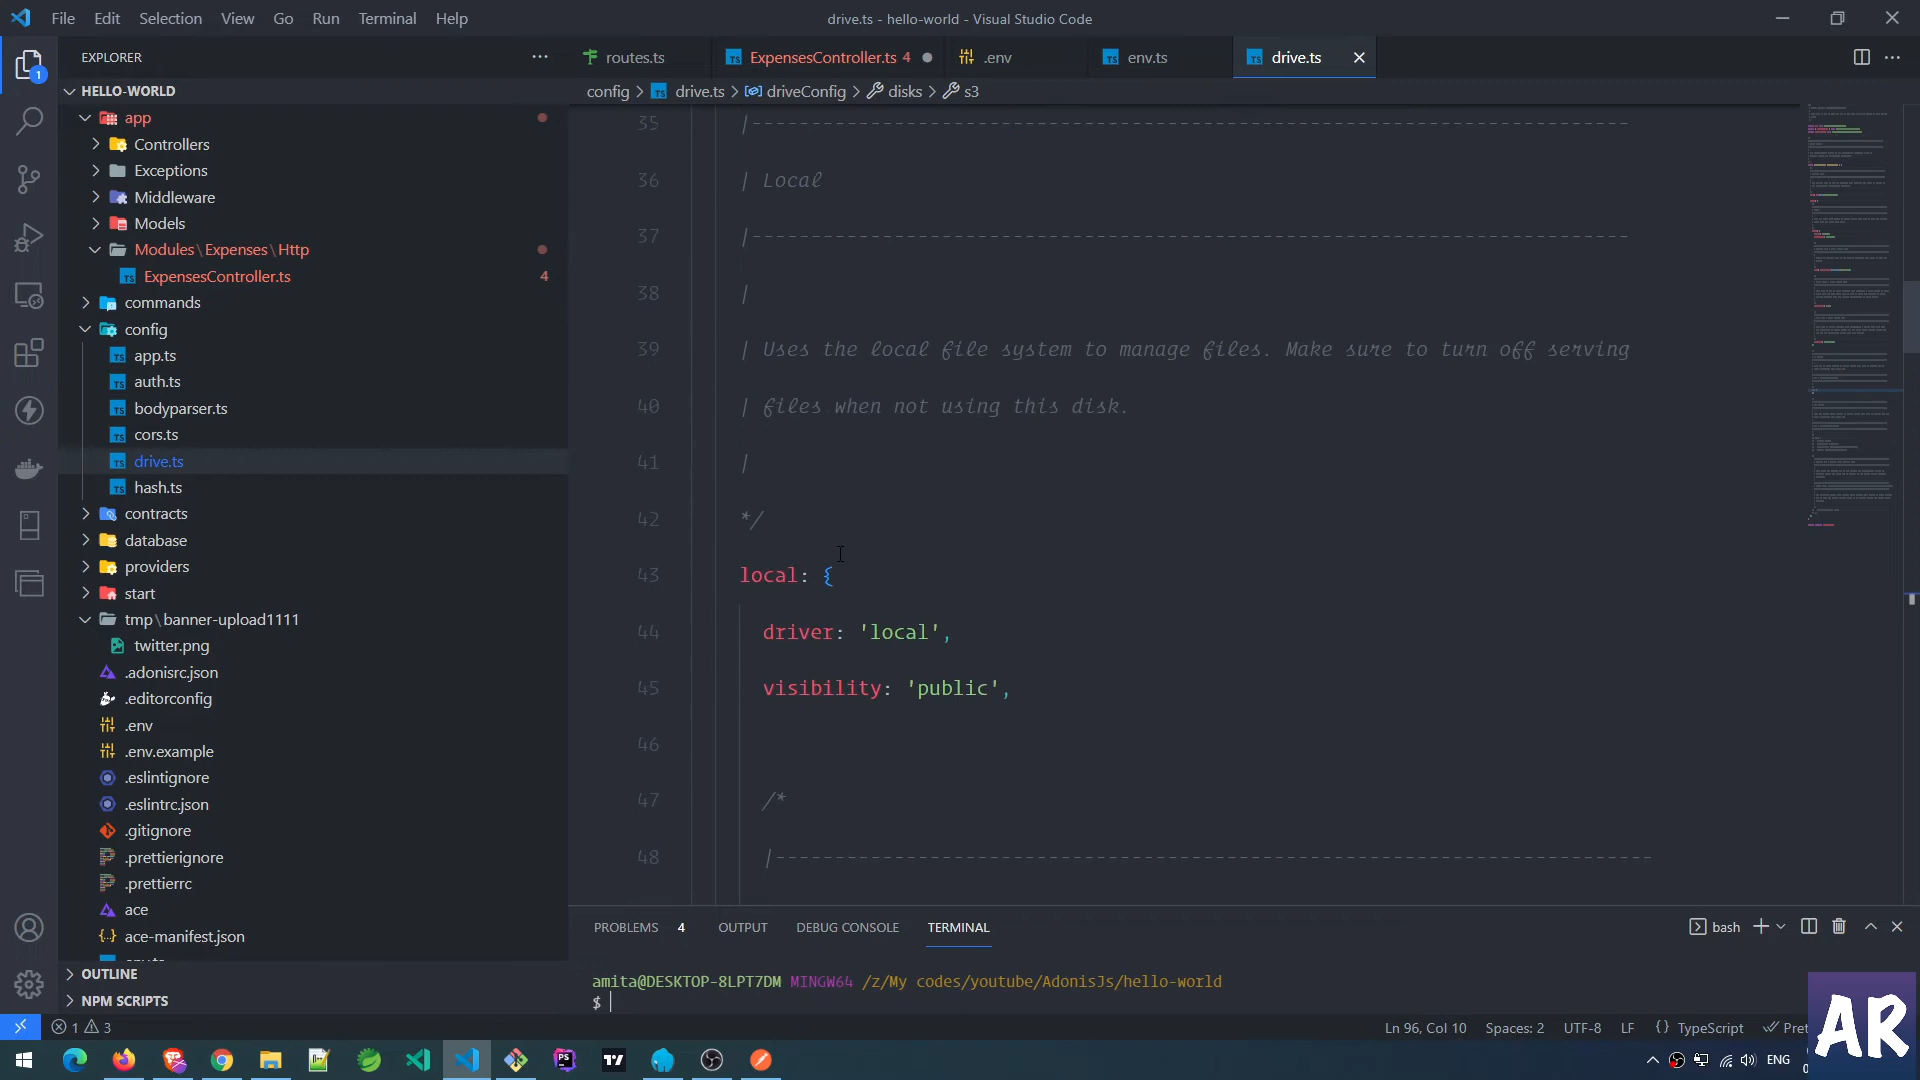 File Edit Selection View Go Run Terminal Help
drive.ts - hello-world - Visual Studio Code
EXPLORER
routes.ts
ExpensesController.ts 4
.env
env.ts
drive.ts
HELLO-WORLD
config > drive.ts > driveConfig > disks > s3
app
Controllers
Exceptions
Middleware
Models
Modules\Expenses\Http
ExpensesController.ts 4
commands
config
app.ts
auth.ts
bodyparser.ts
cors.ts
drive.ts
hash.ts
contracts
database
providers
start
tmp\banner-upload1111
twitter.png
.adonisrc.json
.editorconfig
.env
.env.example
.eslintignore
.eslintrc.json
.gitignore
.prettierignore
.prettierrc
ace
ace-manifest.json
OUTLINE
NPM SCRIPTS
1
35 |--------------------------------------------------------------------------
36 | Local
37 |--------------------------------------------------------------------------
38 |
39 | Uses the local file system to manage files. Make sure to turn off serving
40 | files when not using this disk.
41 |
42 */
43 local: {
44 driver: 'local',
45 visibility: 'public',
46
47 /*
48 |--------------------------------------------------------------------------
PROBLEMS 4 OUTPUT DEBUG CONSOLE TERMINAL
bash
amita@DESKTOP-8LPT7DM MINGW64 /z/My codes/youtube/AdonisJs/hello-world
$
1 3
Ln 96, Col 10 Spaces: 2 UTF-8 LF {} TypeScript
AR
PS
ENG